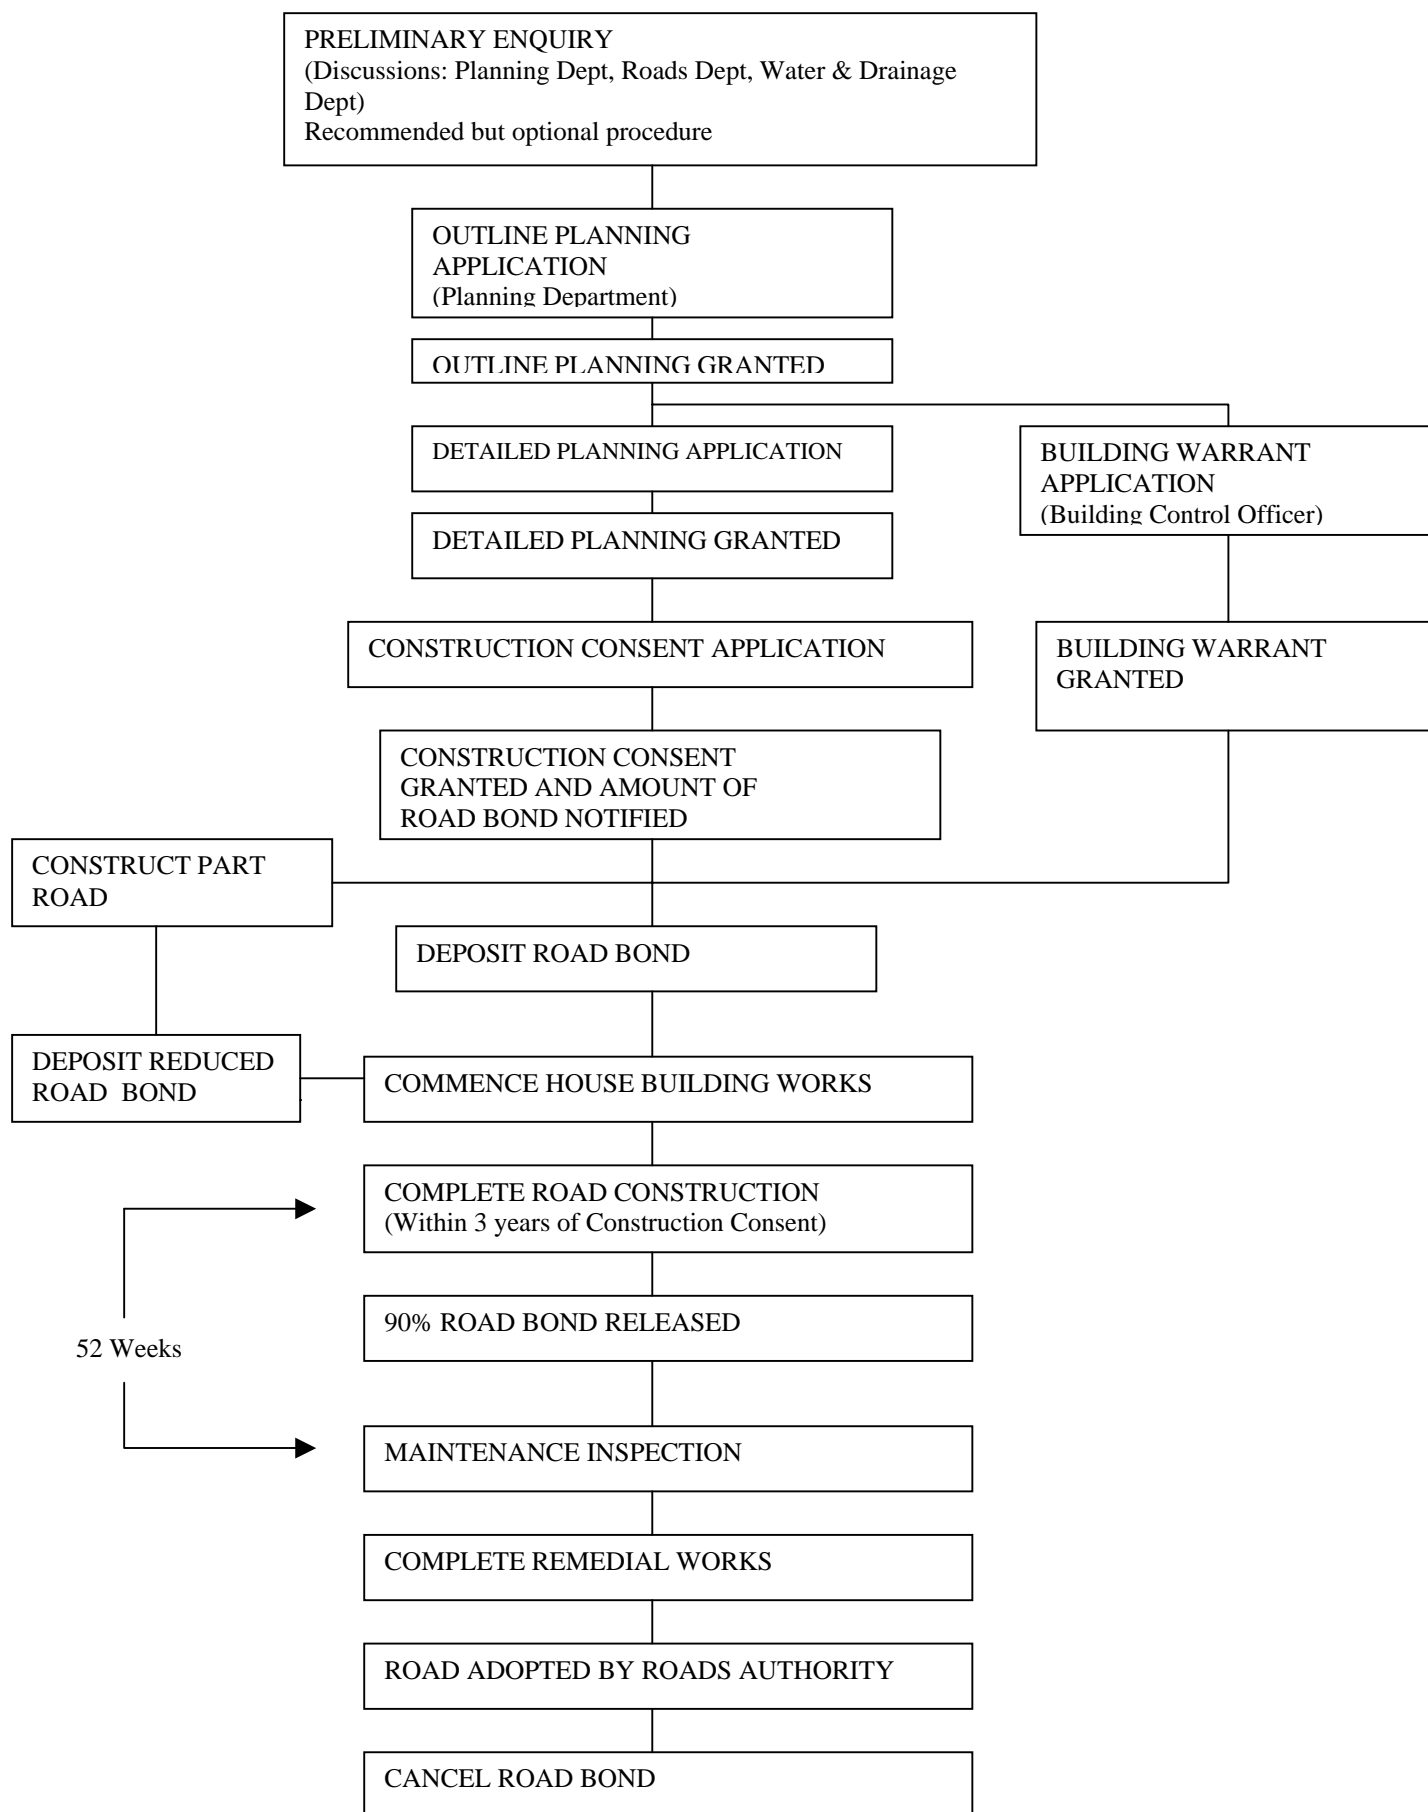 PRELIMINARY ENQUIRY
(Discussions: Planning Dept, Roads Dept, Water & Drainage
Dept)
Recommended but optional procedure
OUTLINE PLANNING
APPLICATION
(Planning Department)
OUTLINE PLANNING GRANTED
DETAILED PLANNING APPLICATION
BUILDING WARRANT
APPLICATION
(Building Control Officer)
DETAILED PLANNING GRANTED
CONSTRUCTION CONSENT APPLICATION
BUILDING WARRANT
GRANTED
CONSTRUCTION CONSENT
GRANTED AND AMOUNT OF
ROAD BOND NOTIFIED
CONSTRUCT PART
ROAD
DEPOSIT ROAD BOND
DEPOSIT REDUCED
ROAD  BOND
COMMENCE HOUSE BUILDING WORKS
COMPLETE ROAD CONSTRUCTION
(Within 3 years of Construction Consent)
90% ROAD BOND RELEASED
52 Weeks
MAINTENANCE INSPECTION
COMPLETE REMEDIAL WORKS
ROAD ADOPTED BY ROADS AUTHORITY
CANCEL ROAD BOND